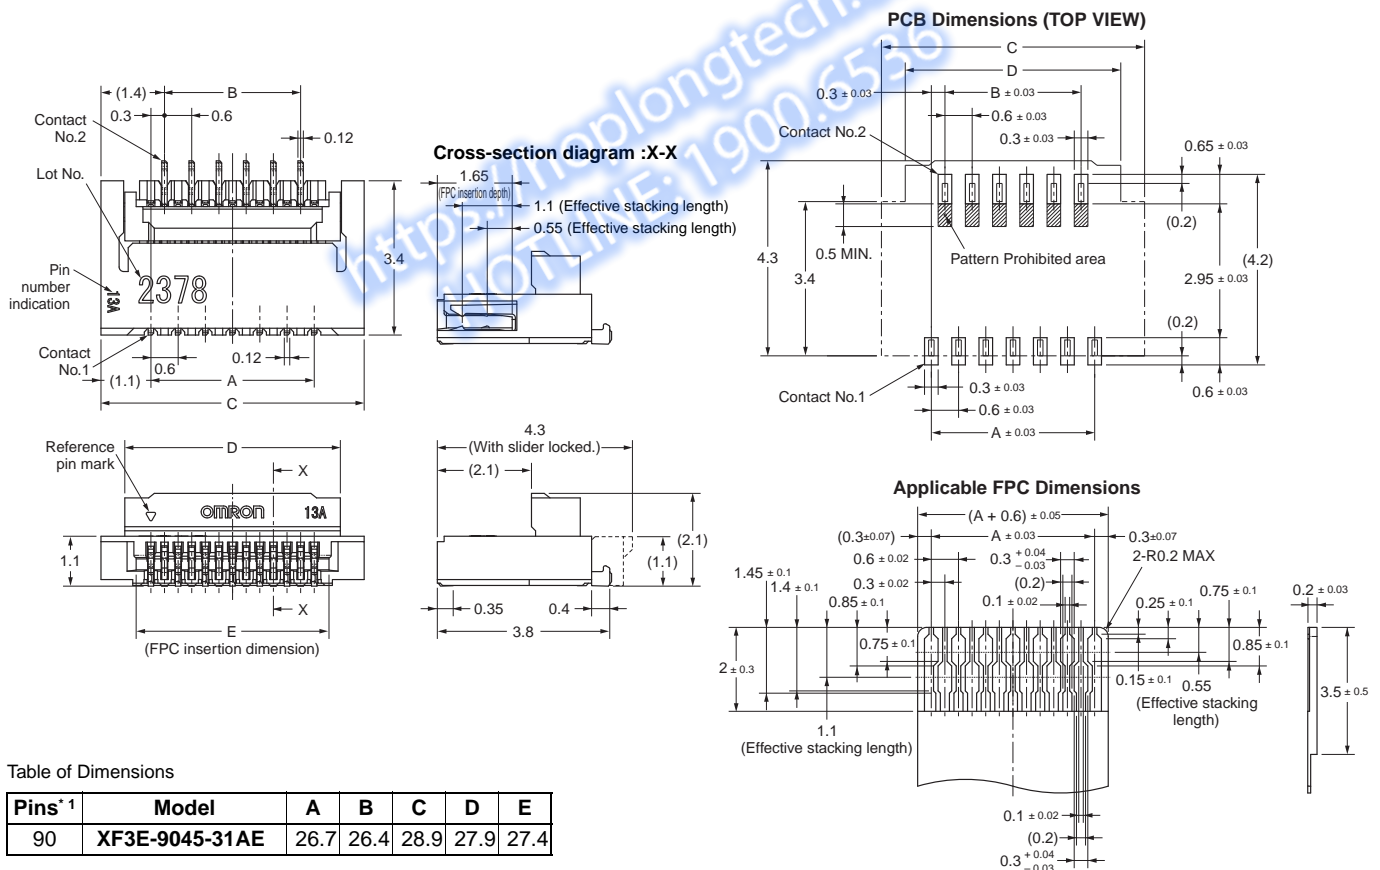 https://hoplongtech.
HOTLINE: 1900.6536
PCB Dimensions (TOP VIEW)
C
D
0.3 ± 0.03
B ± 0.03
0.6 ± 0.03
Contact No.2
0.3 ± 0.03
0.65 ± 0.03
(0.2)
4.3
3.4
0.5 MIN.
Pattern Prohibited area
2.95 ± 0.03
(4.2)
(0.2)
Contact No.1
0.3 ± 0.03
0.6 ± 0.03
0.6 ± 0.03
A ± 0.03
(1.4)
B
0.3
0.6
Contact
No.2
0.12
Lot No.
3.4
Pin
number
indication
13A
2378
Contact
No.1
0.6
0.12
(1.1)
A
C
Cross-section diagram :X-X
1.65
(FPC insertion depth)
1.1 (Effective stacking length)
0.55 (Effective stacking length)
Reference
pin mark
D
X
OMRON
13A
1.1
X
E
(FPC insertion dimension)
4.3
(With slider locked.)
(2.1)
(2.1)
(1.1)
0.35
0.4
3.8
Applicable FPC Dimensions
(A + 0.6) ± 0.05
(0.3±0.07)
A ± 0.03
0.3±0.07
0.6 ± 0.02
0.3 + 0.04 − 0.03
2-R0.2 MAX
1.45 ± 0.1
1.4 ± 0.1
0.3 ± 0.02
(0.2)
0.85 ± 0.1
0.1 ± 0.02
0.25 ± 0.1
0.75 ± 0.1
0.2 ± 0.03
0.75 ± 0.1
0.85 ± 0.1
2 ± 0.3
0.15 ± 0.1
0.55
(Effective stacking
length)
3.5 ± 0.5
1.1
(Effective stacking length)
0.1 ± 0.02
(0.2)
0.3 + 0.04 − 0.03
Table of Dimensions
Pins* 1 Model A B C D E
90 XF3E-9045-31AE 26.7 26.4 28.9 27.9 27.4